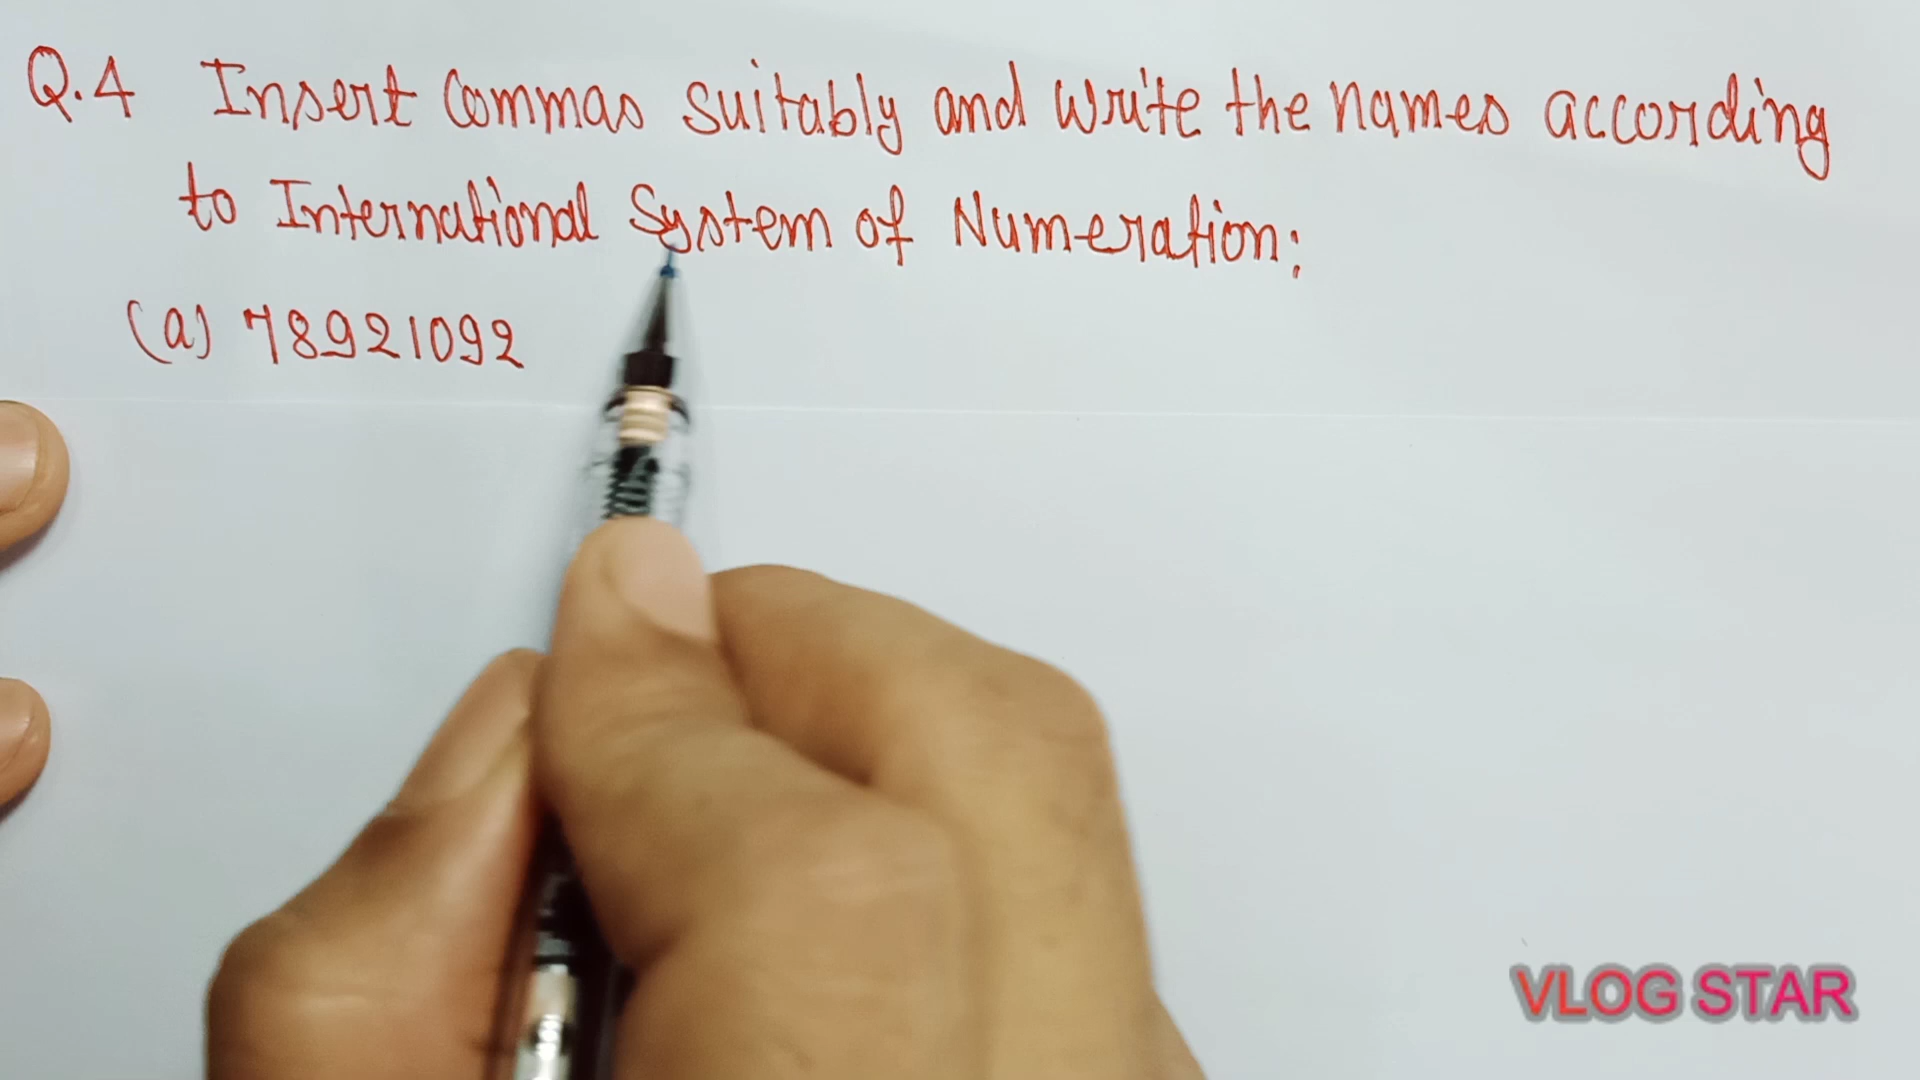 Q.4 Insert Commas suitably and write the names according
to International System of Numeration:
(a) 78921092
VLOG STAR